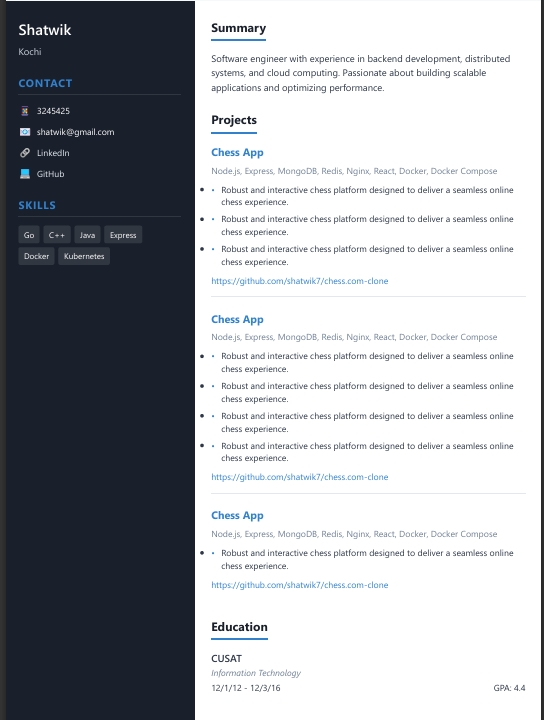 Shatwik
Kochi
CONTACT
3245425
shatwik@gmail.com
LinkedIn
GitHub
SKILLS
Go C++ Java Express
Docker Kubernetes
Summary
Software engineer with experience in backend development, distributed
systems, and cloud computing. Passionate about building scalable
applications and optimizing performance.
Projects
Chess App
Node.js, Express, MongoDB, Redis, Nginx, React, Docker, Docker Compose
• Robust and interactive chess platform designed to deliver a seamless online
chess experience.
• Robust and interactive chess platform designed to deliver a seamless online
chess experience.
• Robust and interactive chess platform designed to deliver a seamless online
chess experience.
https://github.com/shatwik7/chess.com-clone
Chess App
Node.js, Express, MongoDB, Redis, Nginx, React, Docker, Docker Compose
• Robust and interactive chess platform designed to deliver a seamless online
chess experience.
• Robust and interactive chess platform designed to deliver a seamless online
chess experience.
• Robust and interactive chess platform designed to deliver a seamless online
chess experience.
• Robust and interactive chess platform designed to deliver a seamless online
chess experience.
https://github.com/shatwik7/chess.com-clone
Chess App
Node.js, Express, MongoDB, Redis, Nginx, React, Docker, Docker Compose
• Robust and interactive chess platform designed to deliver a seamless online
chess experience.
https://github.com/shatwik7/chess.com-clone
Education
CUSAT
Information Technology
12/1/12 - 12/3/16 GPA: 4.4